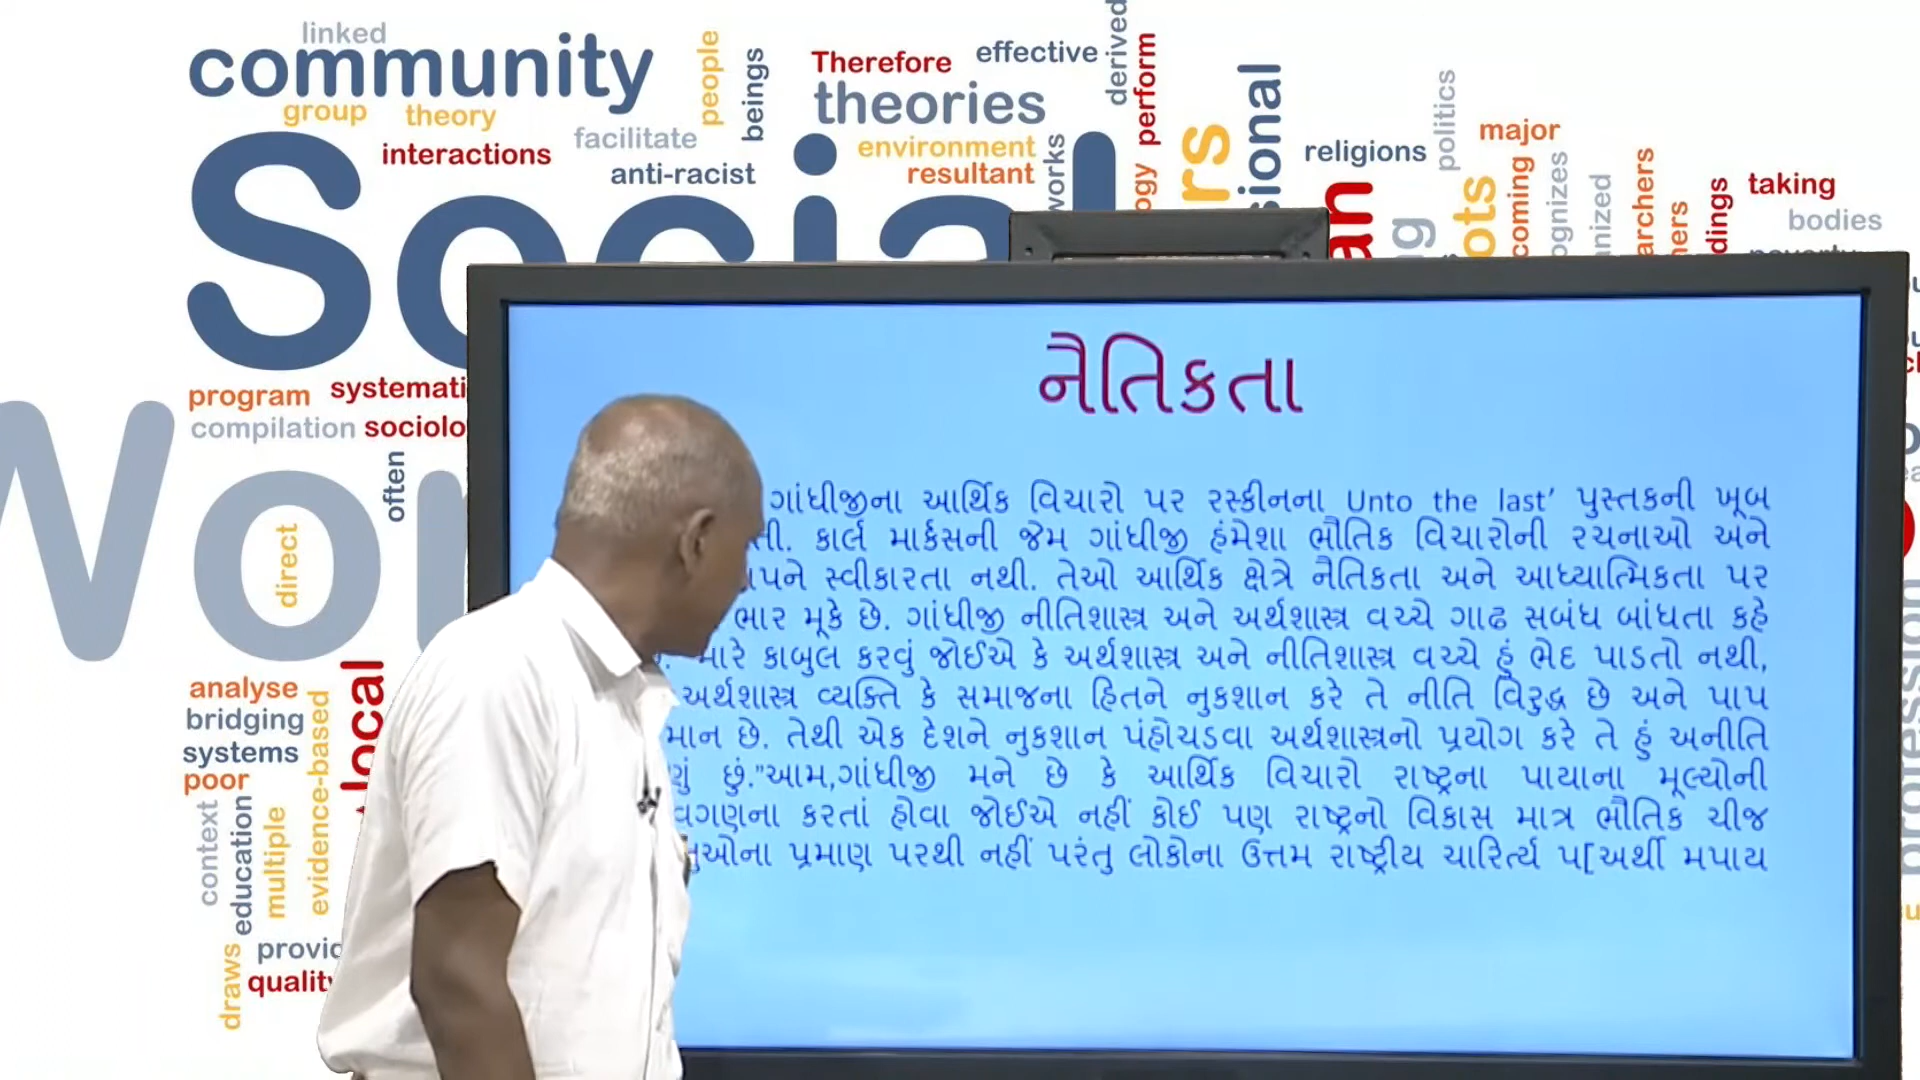 linked
community
group theory
interactions
facilitate
people
beings
anti-racist
Therefore
effective
derived
perform
theories
environment
resultant
works
Social
religions
politics
major
coming
taking
bodies
program
compilation
often
direct
analyse
bridging
systems
poor
context
education
multiple
evidence-based
local
draws
quality
નૈતિકતા
ગાંધીજીના આર્થિક વિચારો પર રસ્કીનના Unto the last’ પુસ્તકની ખૂબ
કાર્લ માર્કસની જેમ ગાંધીજી હંમેશા ભૌતિક વિચારોની રચનાઓ અને
સ્વીકારતા નથી. તેઓ આર્થિક ક્ષેત્રે નૈતિકતા અને આધ્યાત્મિકતા પર
ભાર મૂકે છે. ગાંધીજી નીતિશાસ્ત્ર અને અર્થશાસ્ત્ર વચ્ચે ગાઢ સબંધ બાંધતા કહે
મારે કાબુલ કરવું જોઈએ કે અર્થશાસ્ત્ર અને નીતિશાસ્ત્ર વચ્ચે હું ભેદ પાડતો નથી,
અર્થશાસ્ત્ર વ્યક્તિ કે સમાજના હિતને નુકશાન કરે તે નીતિ વિરુદ્ધ છે અને પાપ
છે. તેથી એક દેશને નુકશાન પંહોચડવા અર્થશાસ્ત્રનો પ્રયોગ કરે તે હું અનીતિ
છું."આમ,ગાંધીજી મને છે કે આર્થિક વિચારો રાષ્ટ્રના પાયાના મૂલ્યોની
કરતાં હોવા જોઈએ નહીં કોઈ પણ રાષ્ટ્રનો વિકાસ માત્ર ભૌતિક ચીજ
પ્રમાણ પરથી નહીં પરંતુ લોકોના ઉત્તમ રાષ્ટ્રીય ચારિર્ત્ય પ[અર્થી મપાય